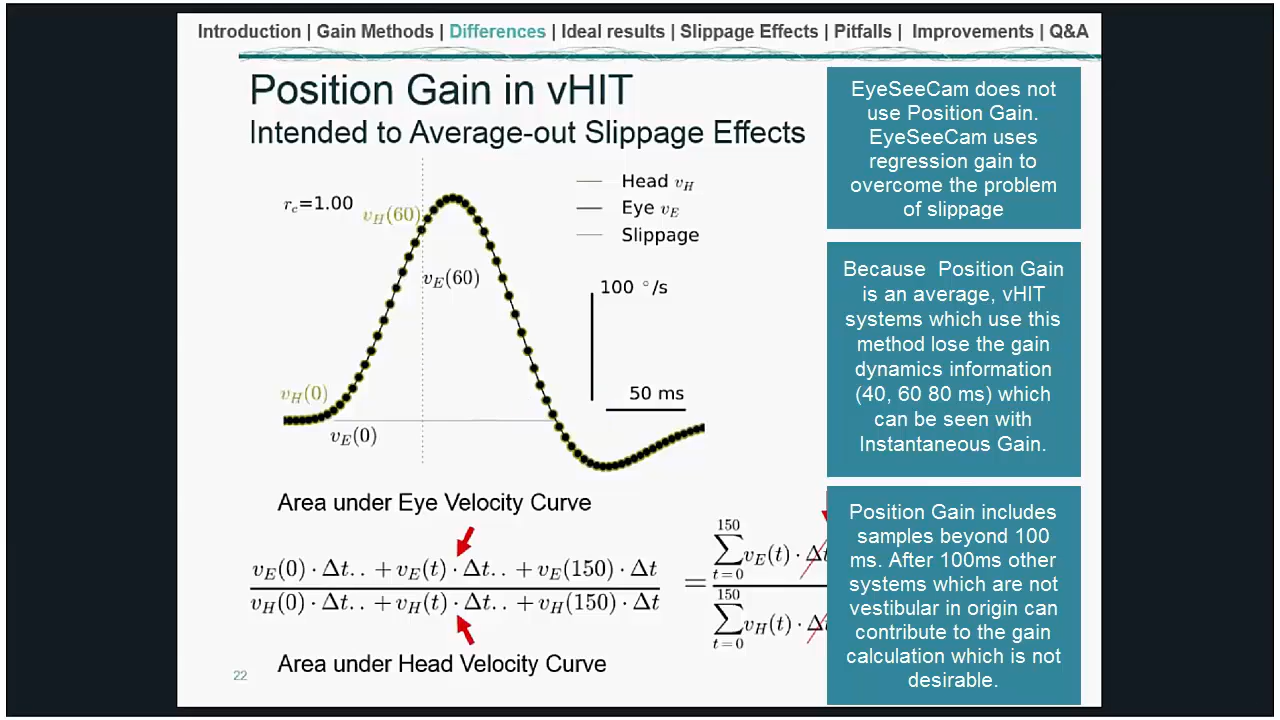 Introduction | Gain Methods | Differences | Ideal results | Slippage Effects | Pitfalls | Improvements | Q&A
Position Gain in vHIT
Intended to Average-out Slippage Effects
r_c=1.00
v_H(60)
v_E(60)
v_H(0)
v_E(0)
Head v_H
Eye v_E
Slippage
100 °/s
50 ms
Area under Eye Velocity Curve
v_E(0) · Δt. . + v_E(t) · Δt. . + v_E(150) · Δt
v_H(0) · Δt. . + v_H(t) · Δt. . + v_H(150) · Δt
Area under Head Velocity Curve
=
150
∑ v_E(t) · Δt
t=0
150
∑ v_H(t) · Δt
t=0
22
EyeSeeCam does not
use Position Gain.
EyeSeeCam uses
regression gain to
overcome the problem
of slippage
Because Position Gain
is an average, vHIT
systems which use this
method lose the gain
dynamics information
(40, 60 80 ms) which
can be seen with
Instantaneous Gain.
Position Gain includes
samples beyond 100
ms. After 100ms other
systems which are not
vestibular in origin can
contribute to the gain
calculation which is not
desirable.